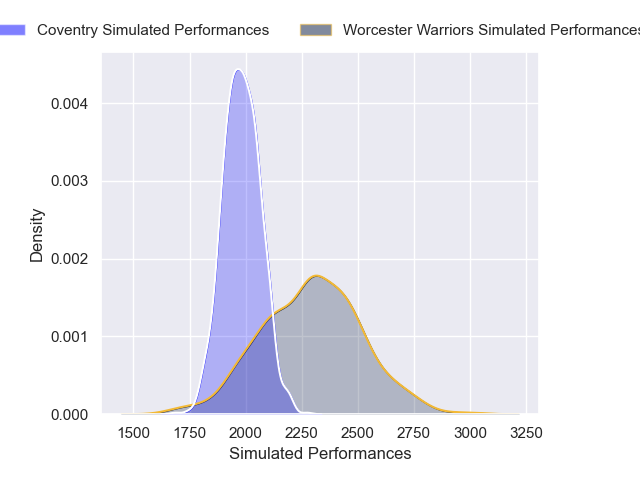 Coventry Simulated Performances Worcester Warriors Simulated Performances
0.004
0.003
0.002
0.001
0.000
Density
1500 1750 2000 2250 2500 2750 3000 3250
Simulated Performances